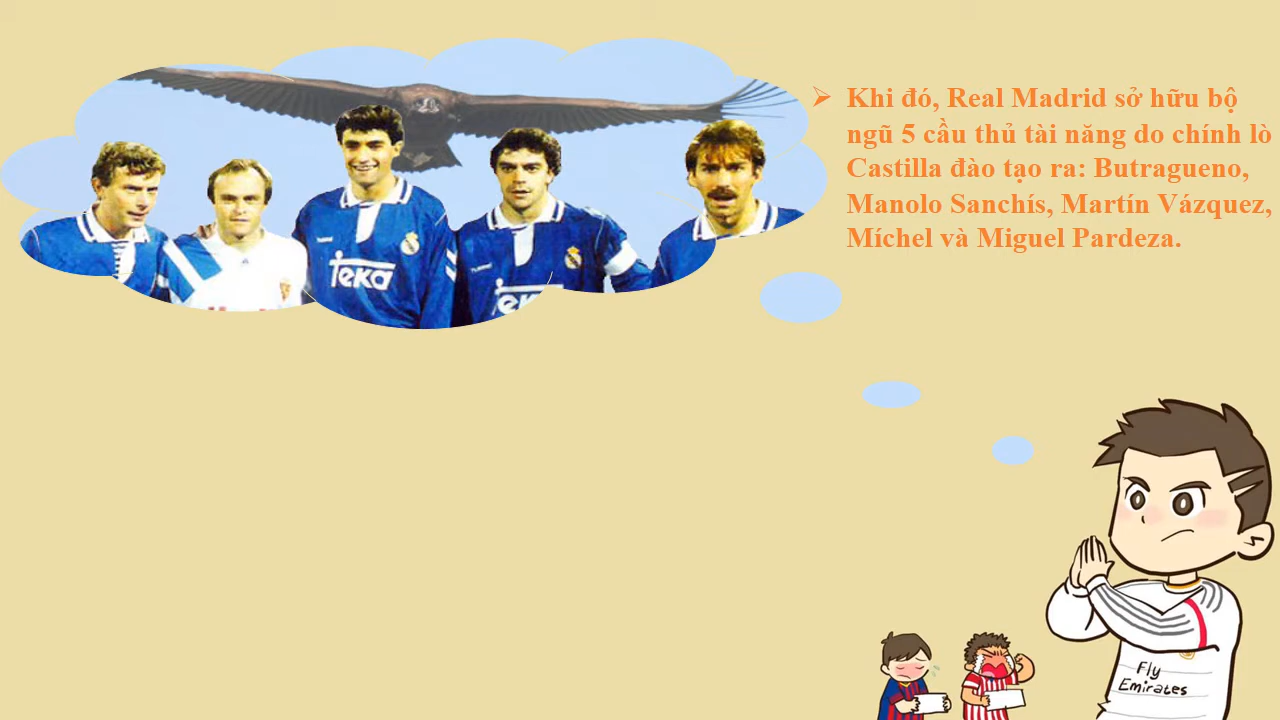 Khi đó, Real Madrid sở hữu bộ
ngũ 5 cầu thủ tài năng do chính lò
Castilla đào tạo ra: Butragueno,
Manolo Sanchís, Martín Vázquez,
Míchel và Miguel Pardeza.
teka
Fly
Emirates